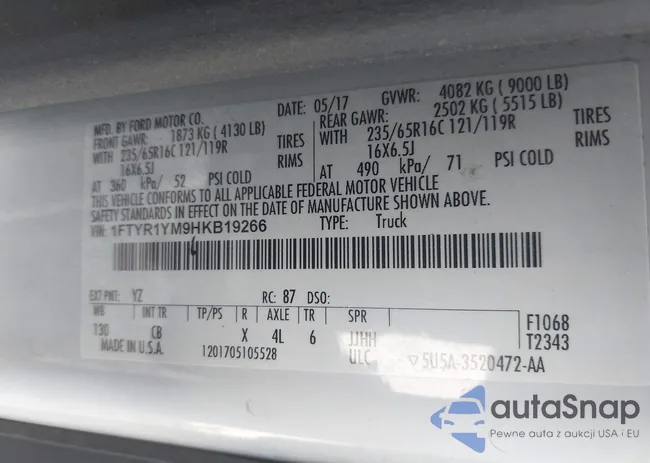 MFD. BY FORD MOTOR CO. DATE: 05/17 GVWR: 4082 KG ( 9000 LB)
FRONT GAWR: 1873 KG ( 4130 LB) REAR GAWR: 2502 KG ( 5515 LB)
WITH 235/65R16C 121/119R TIRES WITH 235/65R16C 121/119R TIRES
16X6.5J RIMS 16X6.5J RIMS
AT 360 kPa/ 52 PSI COLD AT 490 kPa/ 71 PSI COLD
THIS VEHICLE CONFORMS TO ALL APPLICABLE FEDERAL MOTOR VEHICLE
SAFETY STANDARDS IN EFFECT ON THE DATE OF MANUFACTURE SHOWN ABOVE.
VIN: 1FTYR1YM9HKB19266 TYPE: Truck
6
EXT PNT: YZ RC: 87 DSO:
WB INT TR TP/PS R AXLE TR SPR F1068
130 CB X 4L 6 JJHH T2343
MADE IN U.S.A. 1201705105528 ULC ▽5U5A-3520472-AA
autaSnap
Pewne auta z aukcji USA i EU